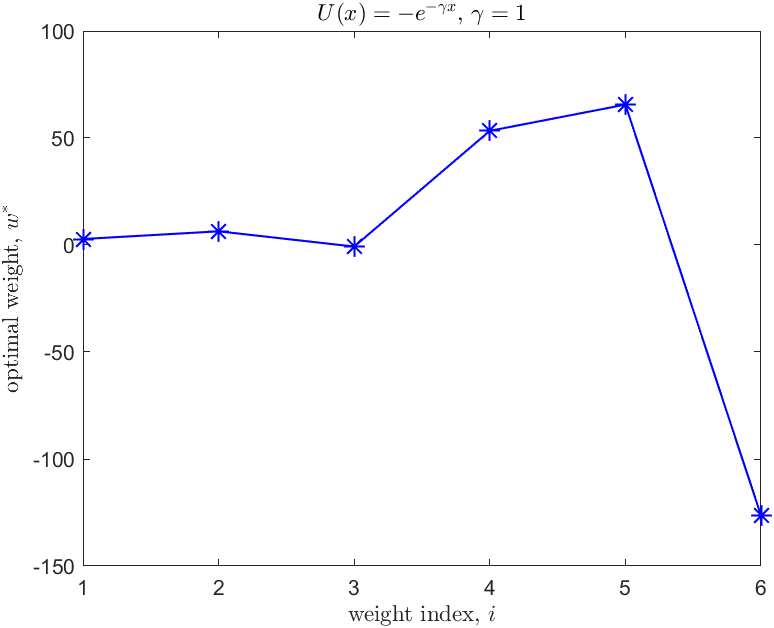 U(x) = −e^{−γx}, γ = 1
100
50
0
-50
-100
-150
optimal weight, w*
1 2 3 4 5 6
weight index, i